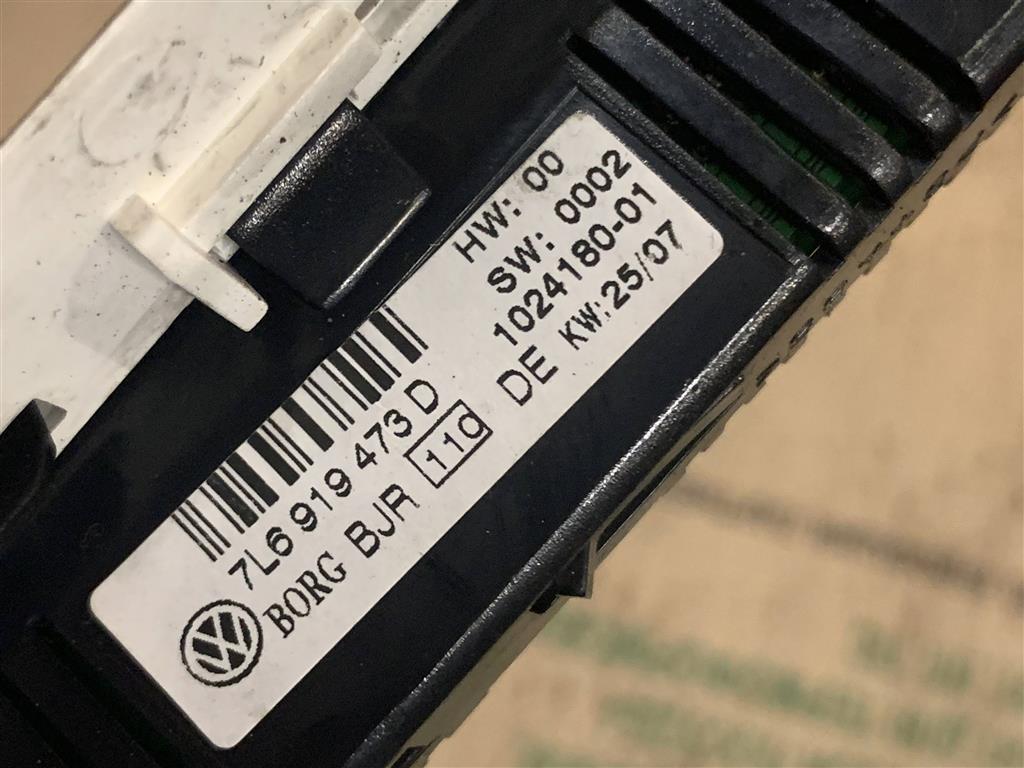 HW: 00
SW: 0002
1024180-01
7L6 919 473 D
DE KW: 25/07
BORG BJR 110